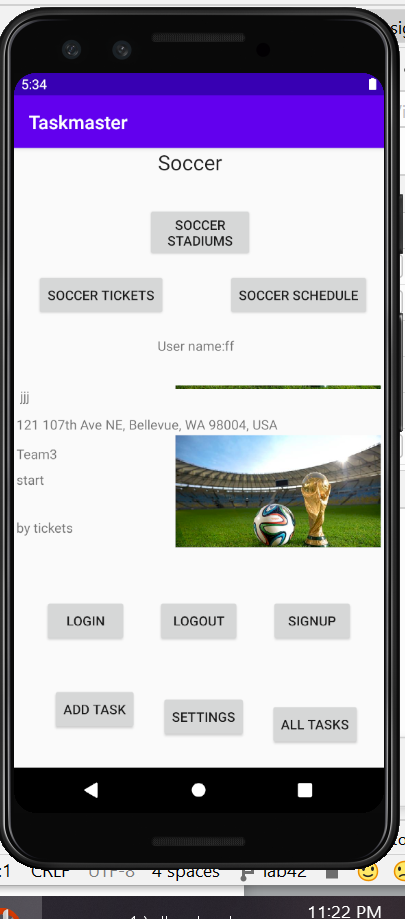 5:34
Taskmaster
Soccer
SOCCER
STADIUMS
SOCCER TICKETS SOCCER SCHEDULE
User name:ff
jjj
121 107th Ave NE, Bellevue, WA 98004, USA
Team3
start
by tickets
LOGIN LOGOUT SIGNUP
ADD TASK SETTINGS ALL TASKS
:1 CRLF UTF-8 4 spaces lab42
11:22 PM